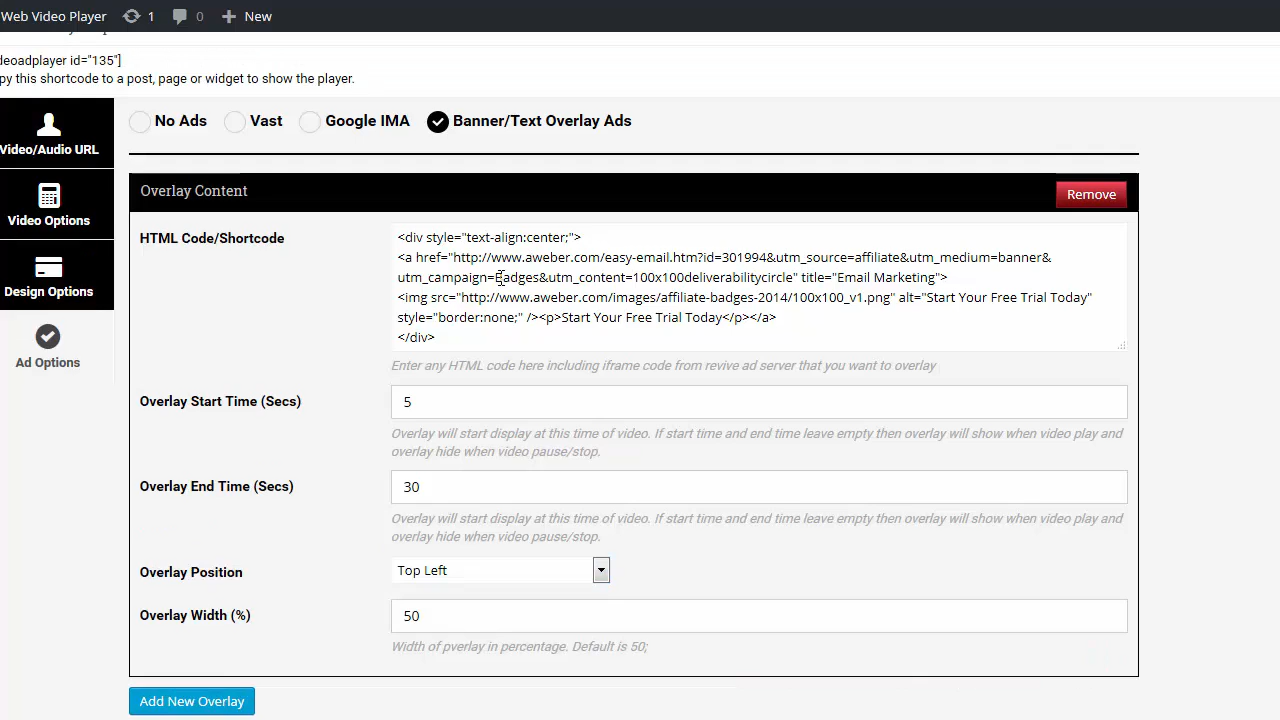 Web Video Player 1 0 New
deoadplayer id="135"]
py this shortcode to a post, page or widget to show the player.
No Ads Vast Google IMA Banner/Text Overlay Ads
Video/Audio URL
Video Options
Design Options
Ad Options
Overlay Content
Remove
HTML Code/Shortcode
<div style="text-align:center;">
<a href="http://www.aweber.com/easy-email.htm?id=301994&utm_source=affiliate&utm_medium=banner&
utm_campaign=Badges&utm_content=100x100deliverabilitycircle" title="Email Marketing">
<img src="http://www.aweber.com/images/affiliate-badges-2014/100x100_v1.png" alt="Start Your Free Trial Today"
style="border:none;" /><p>Start Your Free Trial Today</p></a>
</div>
Enter any HTML code here including iframe code from revive ad server that you want to overlay
Overlay Start Time (Secs)
5
Overlay will start display at this time of video. If start time and end time leave empty then overlay will show when video play and
overlay hide when video pause/stop.
Overlay End Time (Secs)
30
Overlay will start display at this time of video. If start time and end time leave empty then overlay will show when video play and
overlay hide when video pause/stop.
Overlay Position
Top Left
Overlay Width (%)
50
Width of pverlay in percentage. Default is 50;
Add New Overlay